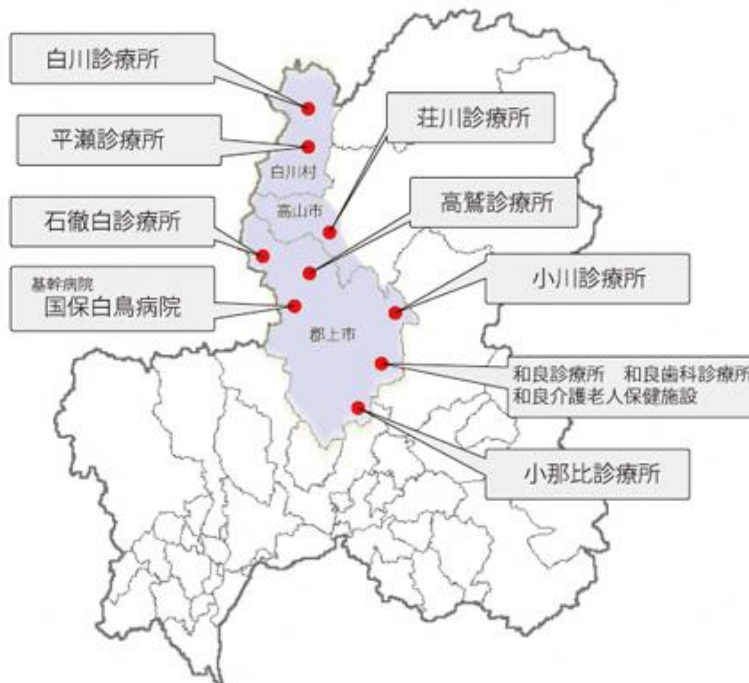 白川診療所
平瀬診療所
荘川診療所
白川村
高山市
石徹白診療所
高鷲診療所
基幹病院
国保白鳥病院
小川診療所
郡上市
和良診療所　和良歯科診療所
和良介護老人保健施設
小那比診療所